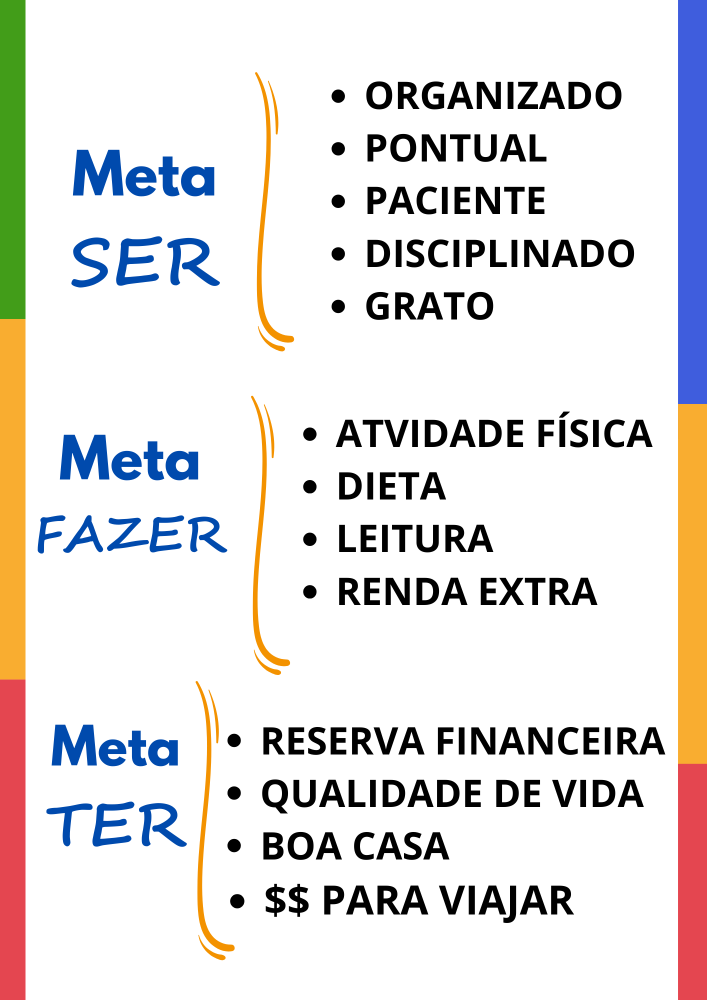 Meta
SER
• ORGANIZADO
• PONTUAL
• PACIENTE
• DISCIPLINADO
• GRATO
Meta
FAZER
• ATVIDADE FÍSICA
• DIETA
• LEITURA
• RENDA EXTRA
Meta
TER
• RESERVA FINANCEIRA
• QUALIDADE DE VIDA
• BOA CASA
• $$ PARA VIAJAR